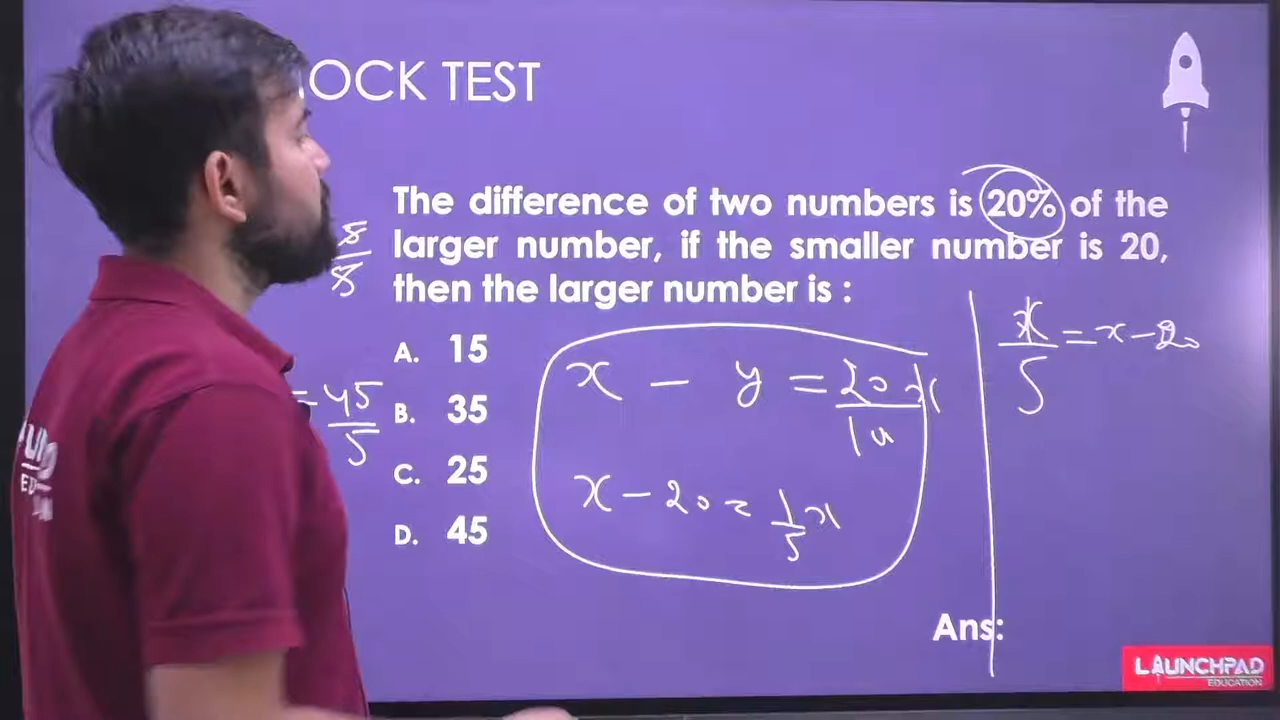 OCK TEST
The difference of two numbers is 20% of the
larger number, if the smaller number is 20,
then the larger number is :
A. 15
B. 35
C. 25
D. 45
= 45/5
x - y = 20x/10
x - 20 = 1/5 x
x/5 = x - 20
Ans:
LAUNCHPAD
EDUCATION